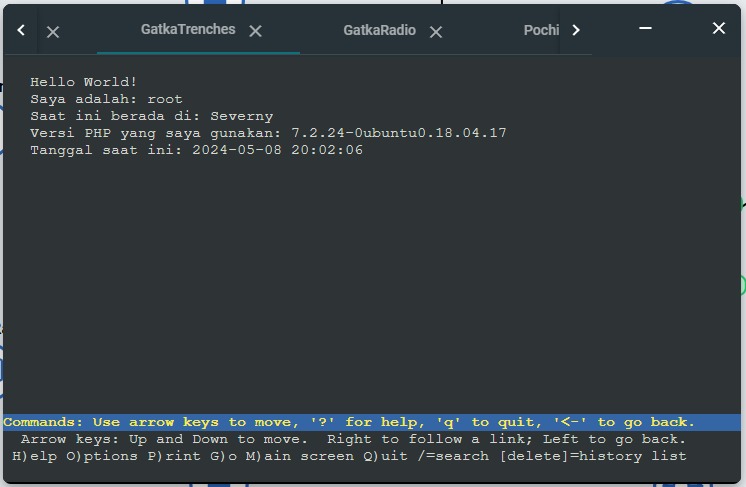 GatkaTrenches GatkaRadio Pochi
Hello World!
Saya adalah: root
Saat ini berada di: Severny
Versi PHP yang saya gunakan: 7.2.24-0ubuntu0.18.04.17
Tanggal saat ini: 2024-05-08 20:02:06
Commands: Use arrow keys to move, '?' for help, 'q' to quit, '<-' to go back.
Arrow keys: Up and Down to move.  Right to follow a link; Left to go back.
H)elp O)ptions P)rint G)o M)ain screen Q)uit /=search [delete]=history list